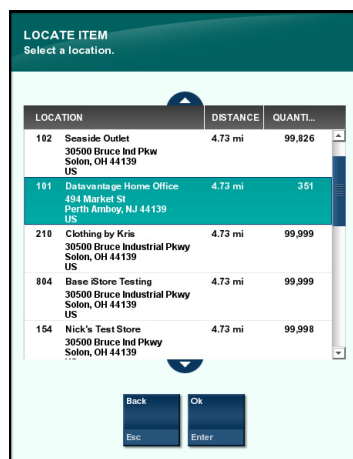 LOCATE ITEM
Select a location.
LOCATION DISTANCE QUANTI...
102 Seaside Outlet 4.73 mi 99,826
30500 Bruce Ind Pkw
Solon, OH 44139
US
101 Datavantage Home Office 4.73 mi 351
494 Market St
Perth Amboy, NJ 44139
US
210 Clothing by Kris 4.73 mi 99,999
30500 Bruce Industrial Pkwy
Solon, OH 44139
US
804 Base iStore Testing 4.73 mi 99,999
30500 Bruce Industrial Pkwy
Solon, OH 44139
US
154 Nick's Test Store 4.73 mi 99,998
30500 Bruce Ind Pkwy
Solon, OH 44139
US
Back Ok
Esc Enter